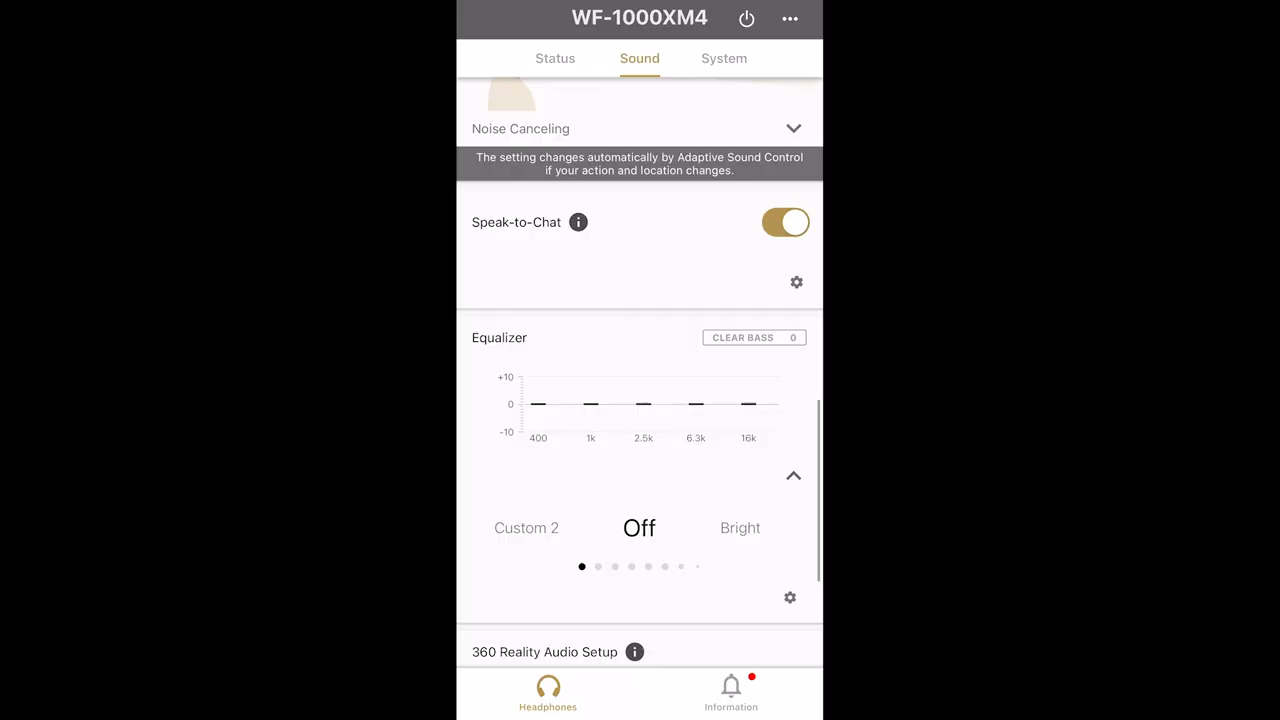 WF-1000XM4
Status Sound System
Noise Canceling
The setting changes automatically by Adaptive Sound Control
if your action and location changes.
Speak-to-Chat i
Equalizer CLEAR BASS 0
+10
0
-10
400 1k 2.5k 6.3k 16k
Custom 2 Off Bright
360 Reality Audio Setup i
Headphones Information